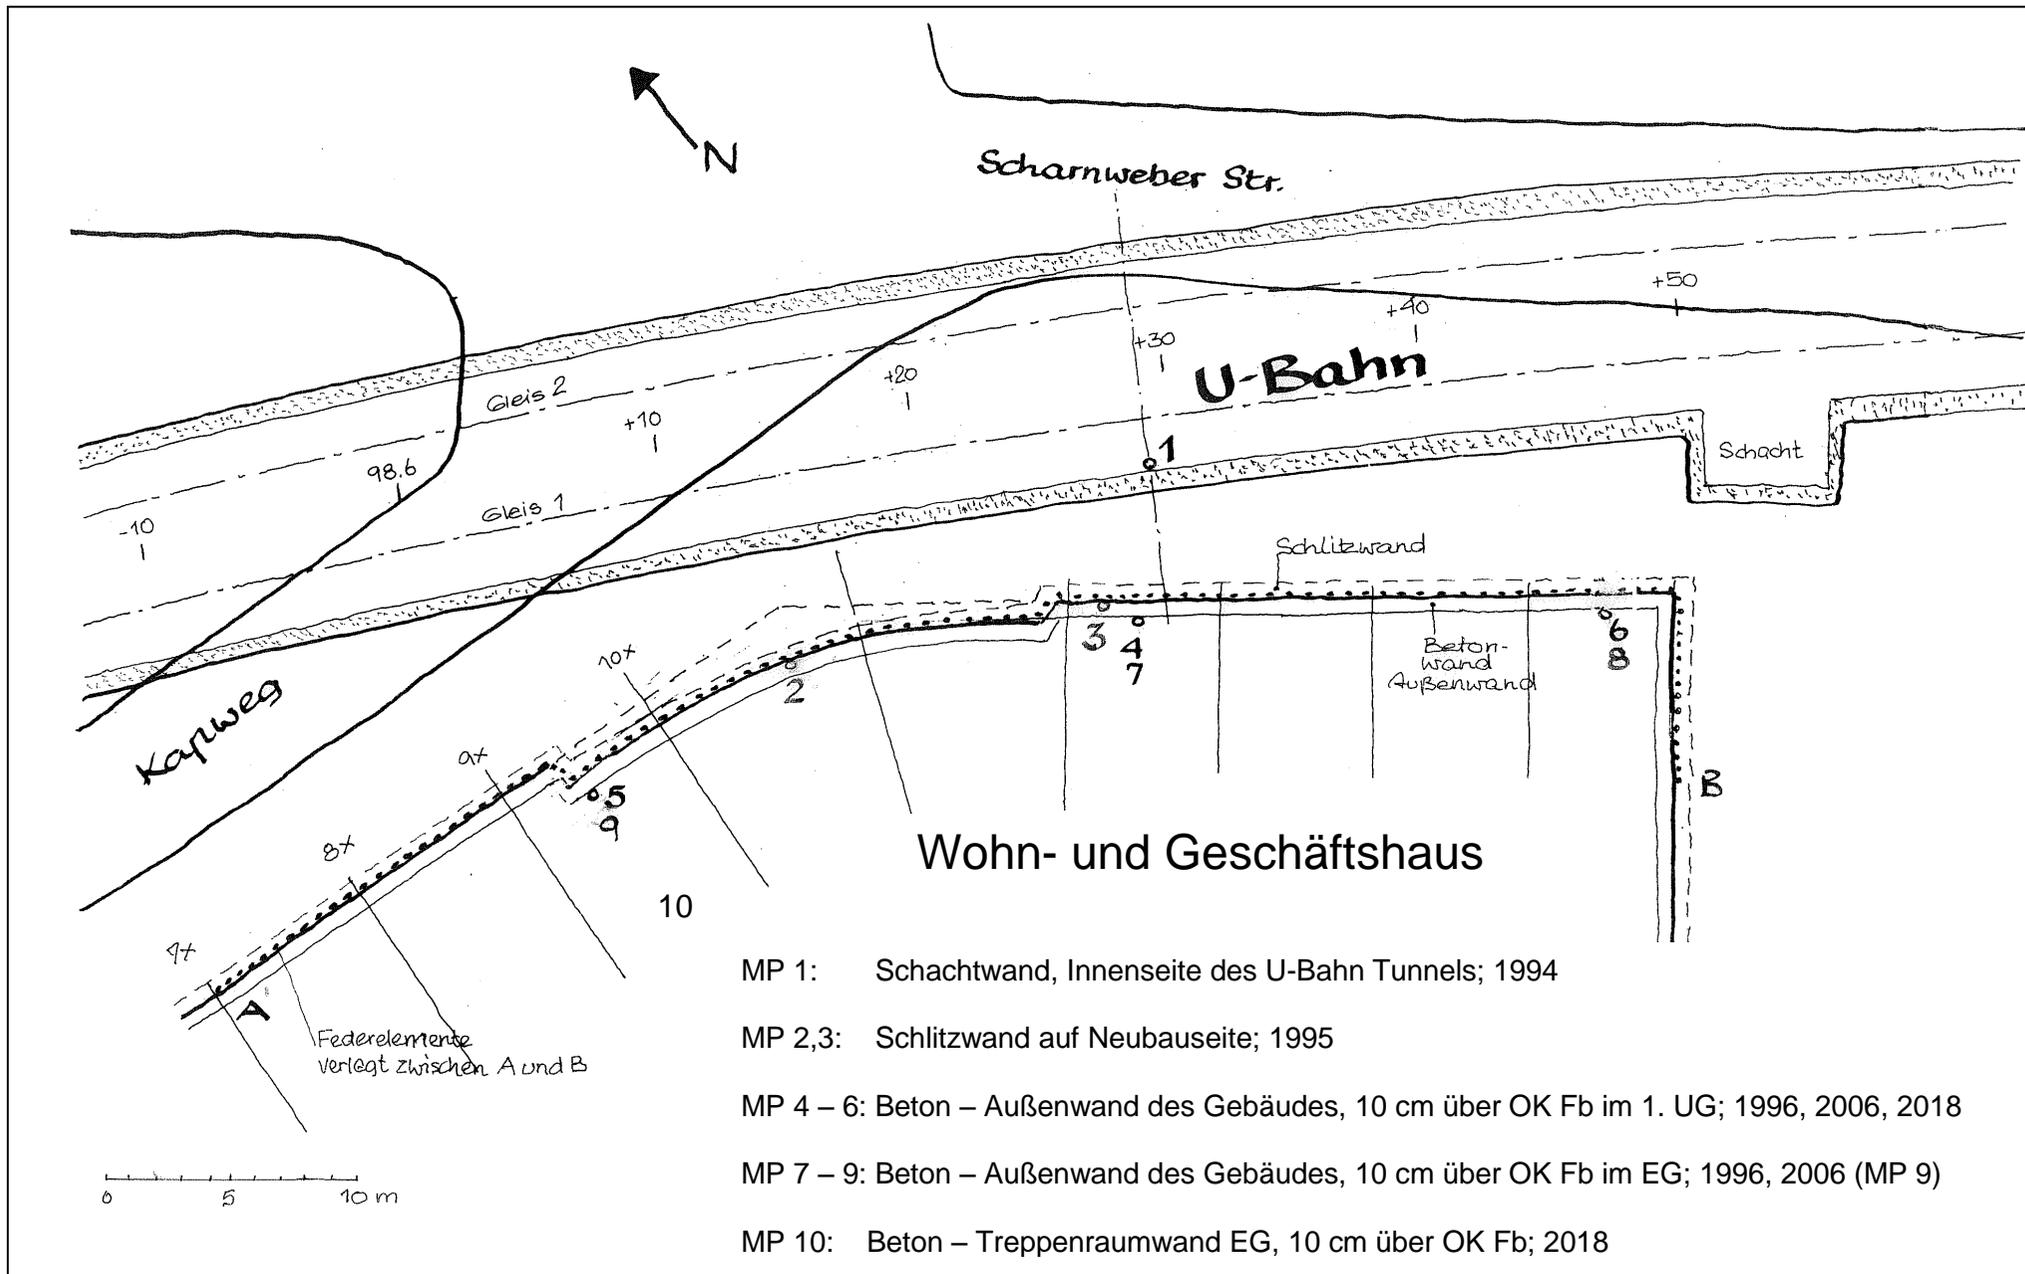 N
Scharnweber Str.
+50
+40
+30
U-Bahn
+20
Gleis 2
+10
1
98.6
Schacht
Gleis 1
-10
Schlitzwand
3
4
7
6
8
Beton-
wand
Außenwand
10x
2
Kapweg
9x
5
9
B
8x
Wohn- und Geschäftshaus
10
7x
A
MP 1: Schachtwand, Innenseite des U-Bahn Tunnels; 1994
Federelemente
verlegt zwischen A und B
MP 2,3: Schlitzwand auf Neubauseite; 1995
MP 4 – 6: Beton – Außenwand des Gebäudes, 10 cm über OK Fb im 1. UG; 1996, 2006, 2018
MP 7 – 9: Beton – Außenwand des Gebäudes, 10 cm über OK Fb im EG; 1996, 2006 (MP 9)
0 5 10 m
MP 10: Beton – Treppenraumwand EG, 10 cm über OK Fb; 2018